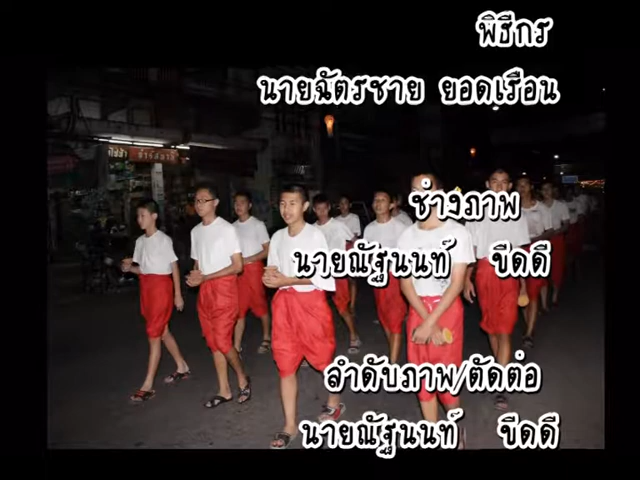 พิธีกร
นายฉัตรชาย ยอดเรือน
ช่างภาพ
นายณัฐนนท์ ขีดดี
ลำดับภาพ/ตัดต่อ
นายณัฐนนท์ ขีดดี